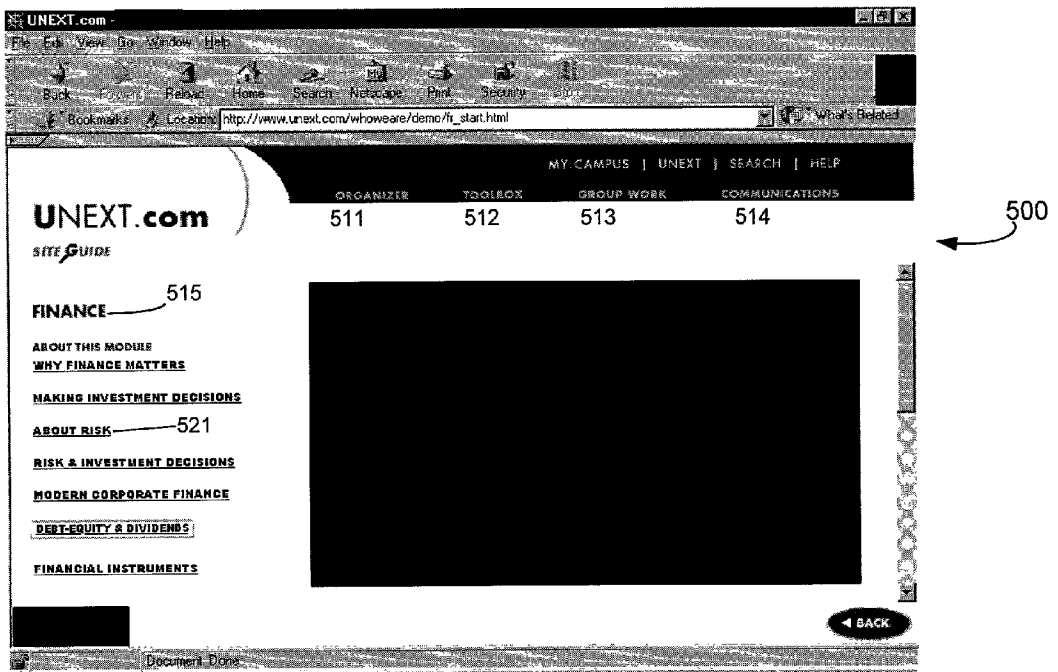 UNEXT.com -
File Edit View Go Window Help
Back Forward Reload Home Search Netscape Print Security Stop
Bookmarks Location: http://www.unext.com/whoweare/demo/fr_start.html What's Related
MY.CAMPUS | UNEXT | SEARCH | HELP
ORGANIZER TOOLBOX GROUP WORK COMMUNICATIONS
511 512 513 514
UNEXT.com
500
SITE GUIDE
515
FINANCE
ABOUT THIS MODULE
WHY FINANCE MATTERS
MAKING INVESTMENT DECISIONS
ABOUT RISK 521
RISK & INVESTMENT DECISIONS
MODERN CORPORATE FINANCE
DEBT-EQUITY & DIVIDENDS
FINANCIAL INSTRUMENTS
BACK
Document: Done